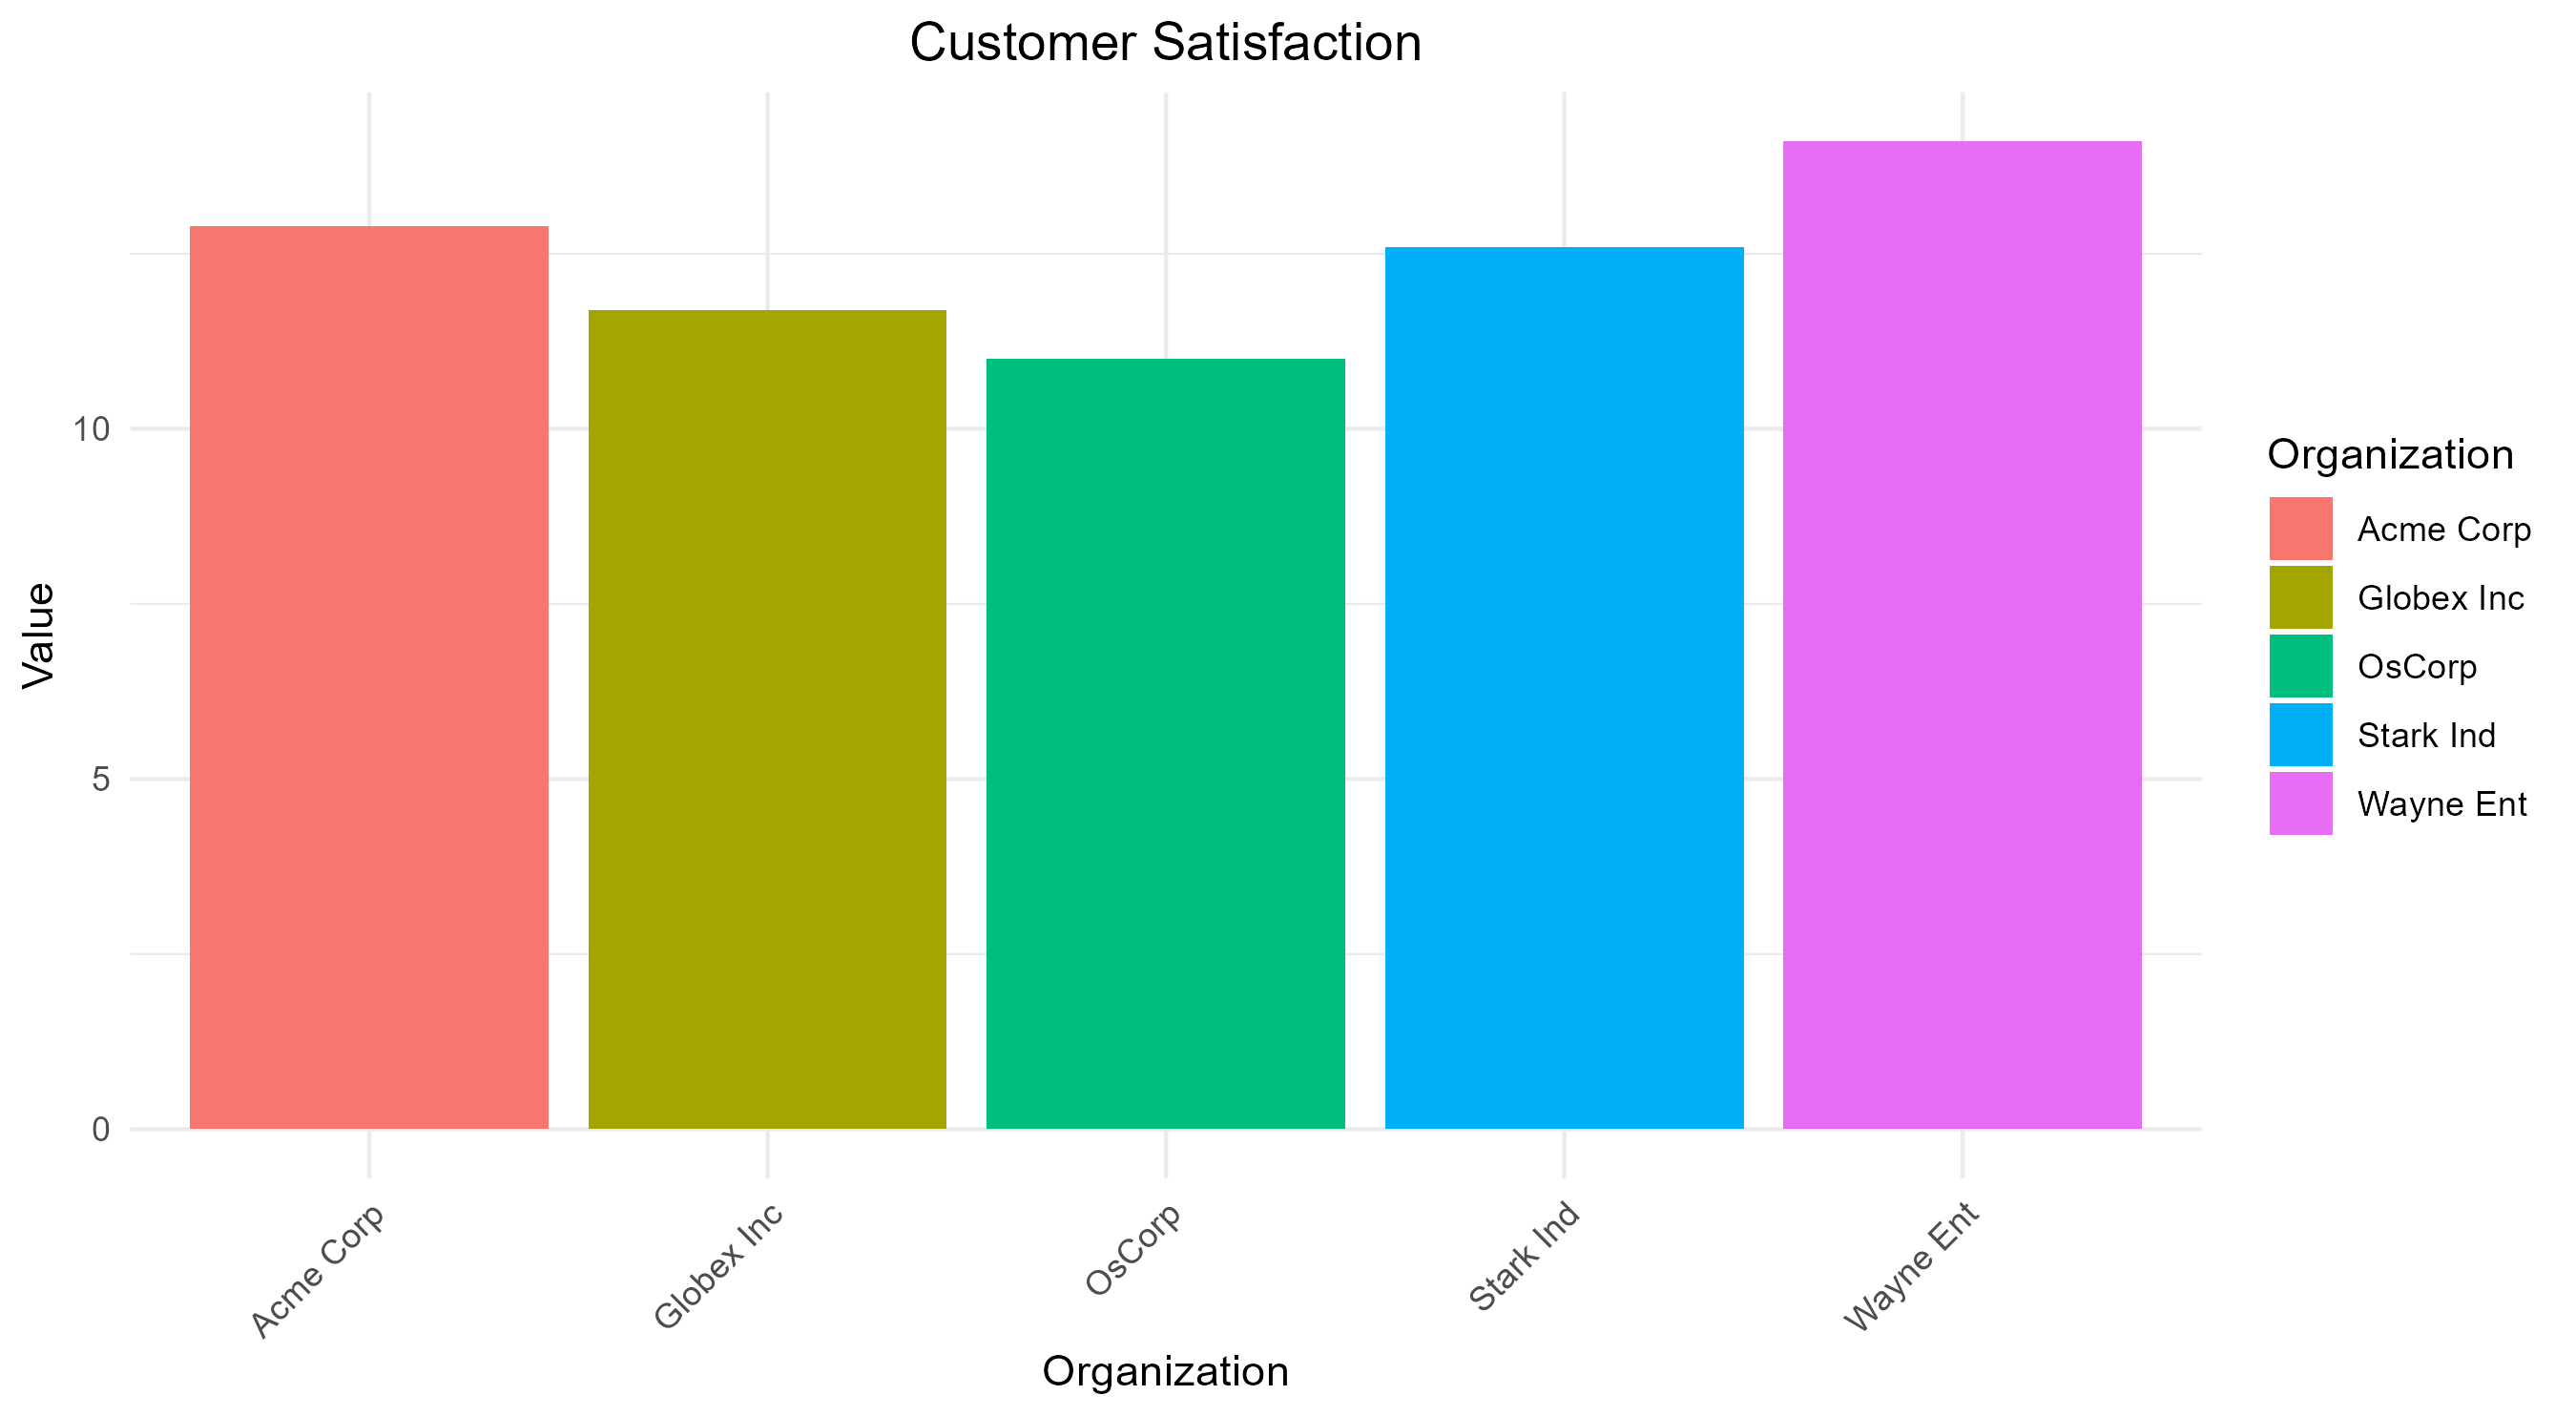 Customer Satisfaction
Value
10
5
0
Acme Corp
Globex Inc
OsCorp
Stark Ind
Wayne Ent
Organization
Organization
Acme Corp
Globex Inc
OsCorp
Stark Ind
Wayne Ent